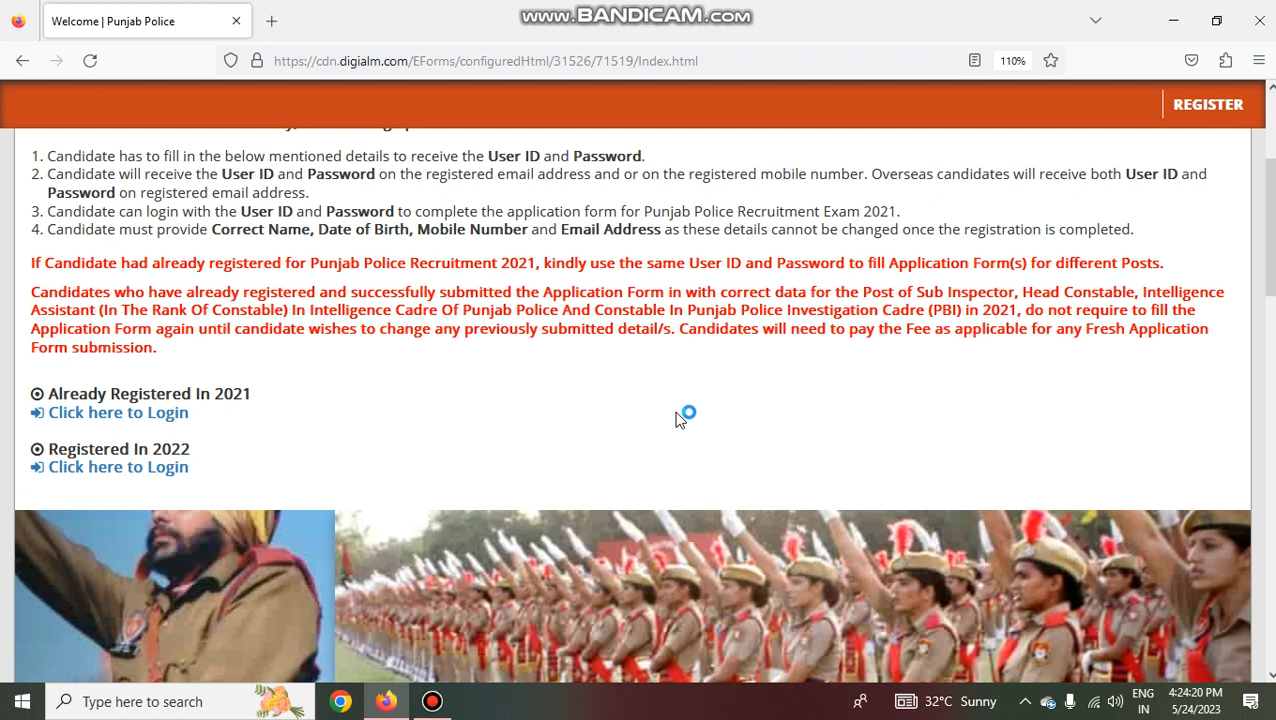 www.BANDICAM.com
Welcome | Punjab Police
https://cdn.digialm.com/EForms/configuredHtml/31526/71519/Index.html
110%
REGISTER
1. Candidate has to fill in the below mentioned details to receive the User ID and Password.
2. Candidate will receive the User ID and Password on the registered email address and or on the registered mobile number. Overseas candidates will receive both User ID and
Password on registered email address.
3. Candidate can login with the User ID and Password to complete the application form for Punjab Police Recruitment Exam 2021.
4. Candidate must provide Correct Name, Date of Birth, Mobile Number and Email Address as these details cannot be changed once the registration is completed.
If Candidate had already registered for Punjab Police Recruitment 2021, kindly use the same User ID and Password to fill Application Form(s) for different Posts.
Candidates who have already registered and successfully submitted the Application Form in with correct data for the Post of Sub Inspector, Head Constable, Intelligence
Assistant (In The Rank Of Constable) In Intelligence Cadre Of Punjab Police And Constable In Punjab Police Investigation Cadre (PBI) in 2021, do not require to fill the
Application Form again until candidate wishes to change any previously submitted detail/s. Candidates will need to pay the Fee as applicable for any Fresh Application
Form submission.
Already Registered In 2021
Click here to Login
Registered In 2022
Click here to Login
Type here to search
32°C Sunny
ENG
IN
4:24:20 PM
5/24/2023